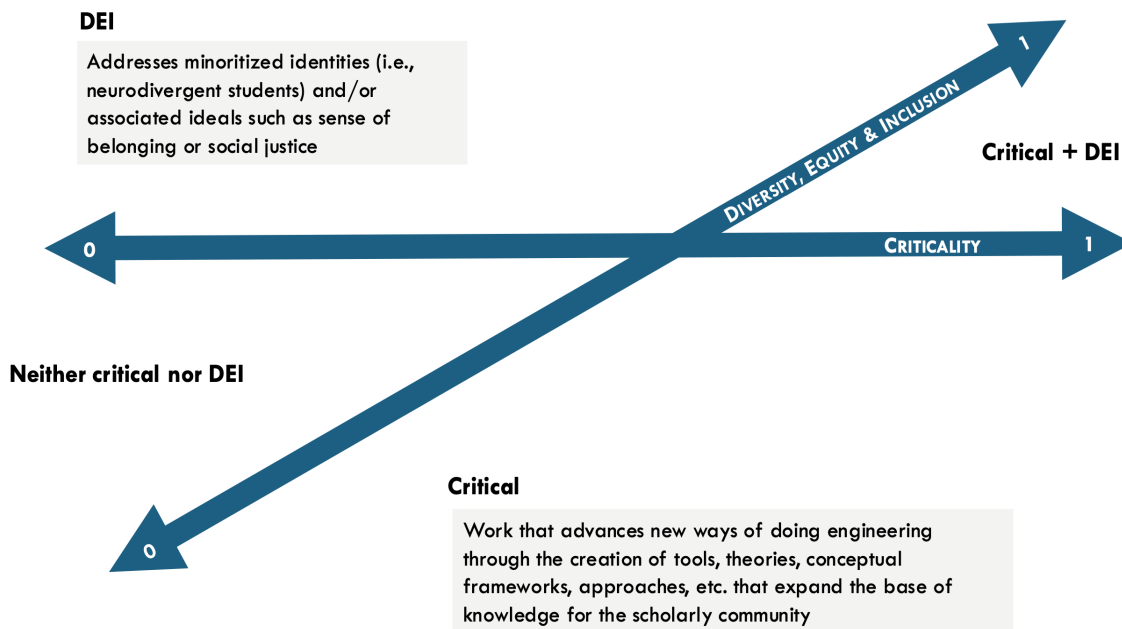 DEI
Addresses minoritized identities (i.e.,
neurodivergent students) and/or
associated ideals such as sense of
belonging or social justice
1
DIVERSITY, EQUITY & INCLUSION
Critical + DEI
0
CRITICALITY
1
Neither critical nor DEI
0
Critical
Work that advances new ways of doing engineering
through the creation of tools, theories, conceptual
frameworks, approaches, etc. that expand the base of
knowledge for the scholarly community